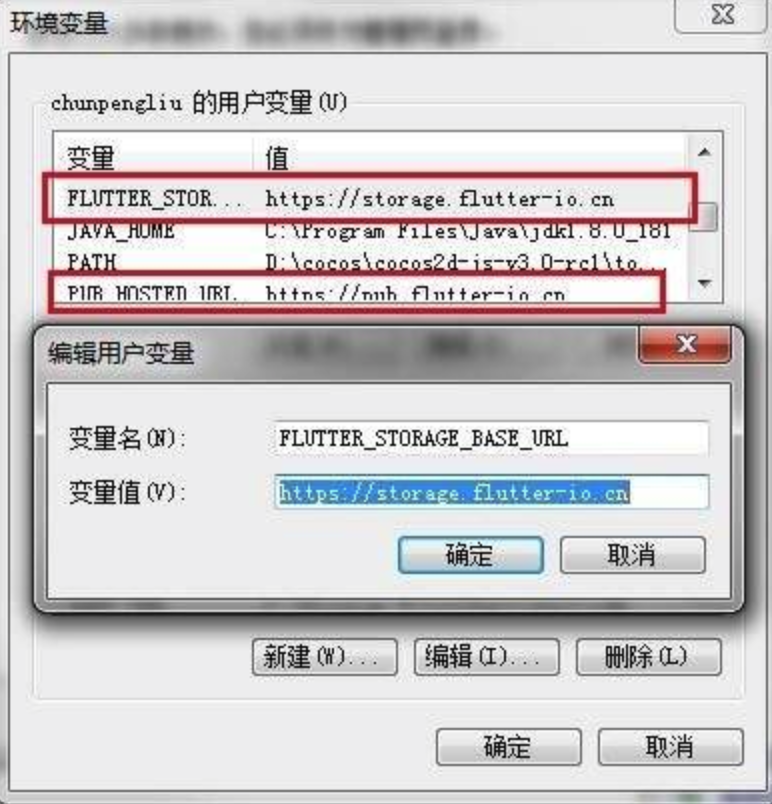 环境变量
chunpengliu 的用户变量(U)
变量 值
FLUTTER_STOR... https://storage.flutter-io.cn
JAVA_HOME C:\Program Files\Java\jdk1.8.0_181
PATH D:\cocos\cocos2d-js-v3.0-rc1\to...
PUB_HOSTED_URL https://pub.flutter-io.cn
编辑用户变量
变量名(N): FLUTTER_STORAGE_BASE_URL
变量值(V): https://storage.flutter-io.cn
确定 取消
新建(W)... 编辑(I)... 删除(L)
确定 取消